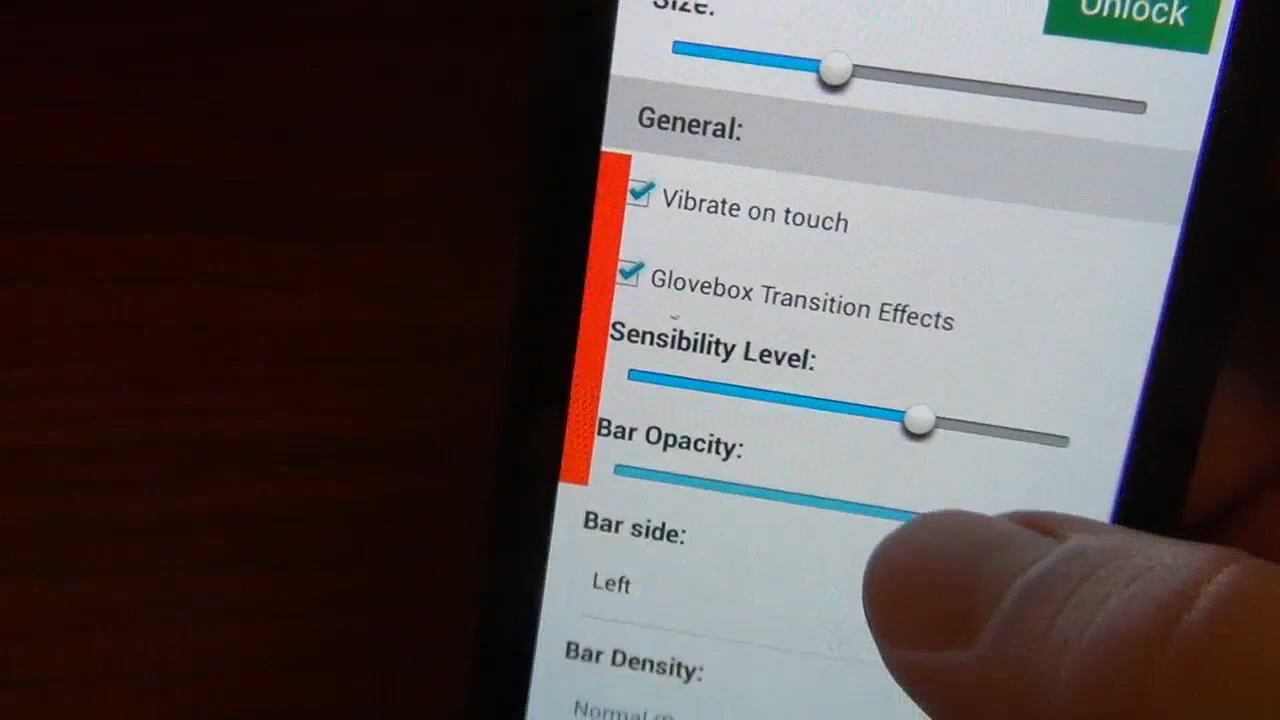 Size:
Unlock
General:
Vibrate on touch
Glovebox Transition Effects
Sensibility Level:
Bar Opacity:
Bar side:
Left
Bar Density:
Normal